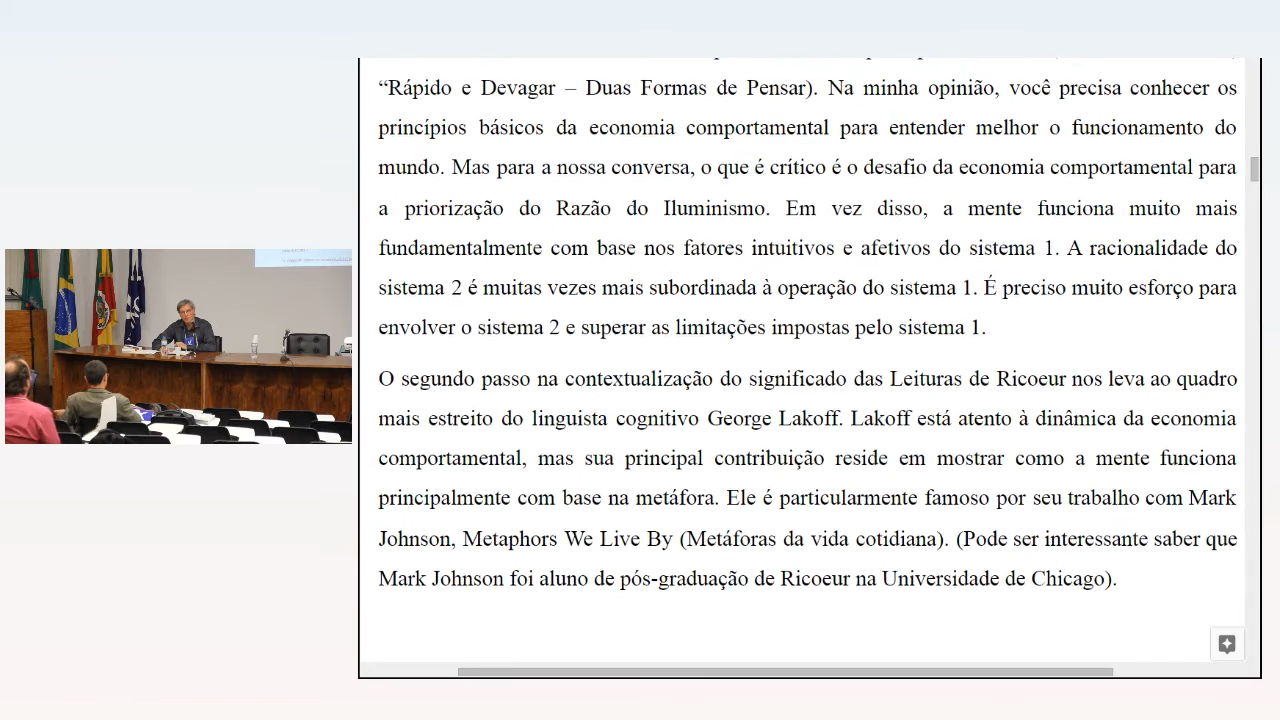 “Rápido e Devagar – Duas Formas de Pensar). Na minha opinião, você precisa conhecer os
princípios básicos da economia comportamental para entender melhor o funcionamento do
mundo. Mas para a nossa conversa, o que é crítico é o desafio da economia comportamental para
a priorização do Razão do Iluminismo. Em vez disso, a mente funciona muito mais
fundamentalmente com base nos fatores intuitivos e afetivos do sistema 1. A racionalidade do
sistema 2 é muitas vezes mais subordinada à operação do sistema 1. É preciso muito esforço para
envolver o sistema 2 e superar as limitações impostas pelo sistema 1.
O segundo passo na contextualização do significado das Leituras de Ricoeur nos leva ao quadro
mais estreito do linguista cognitivo George Lakoff. Lakoff está atento à dinâmica da economia
comportamental, mas sua principal contribuição reside em mostrar como a mente funciona
principalmente com base na metáfora. Ele é particularmente famoso por seu trabalho com Mark
Johnson, Metaphors We Live By (Metáforas da vida cotidiana). (Pode ser interessante saber que
Mark Johnson foi aluno de pós-graduação de Ricoeur na Universidade de Chicago).